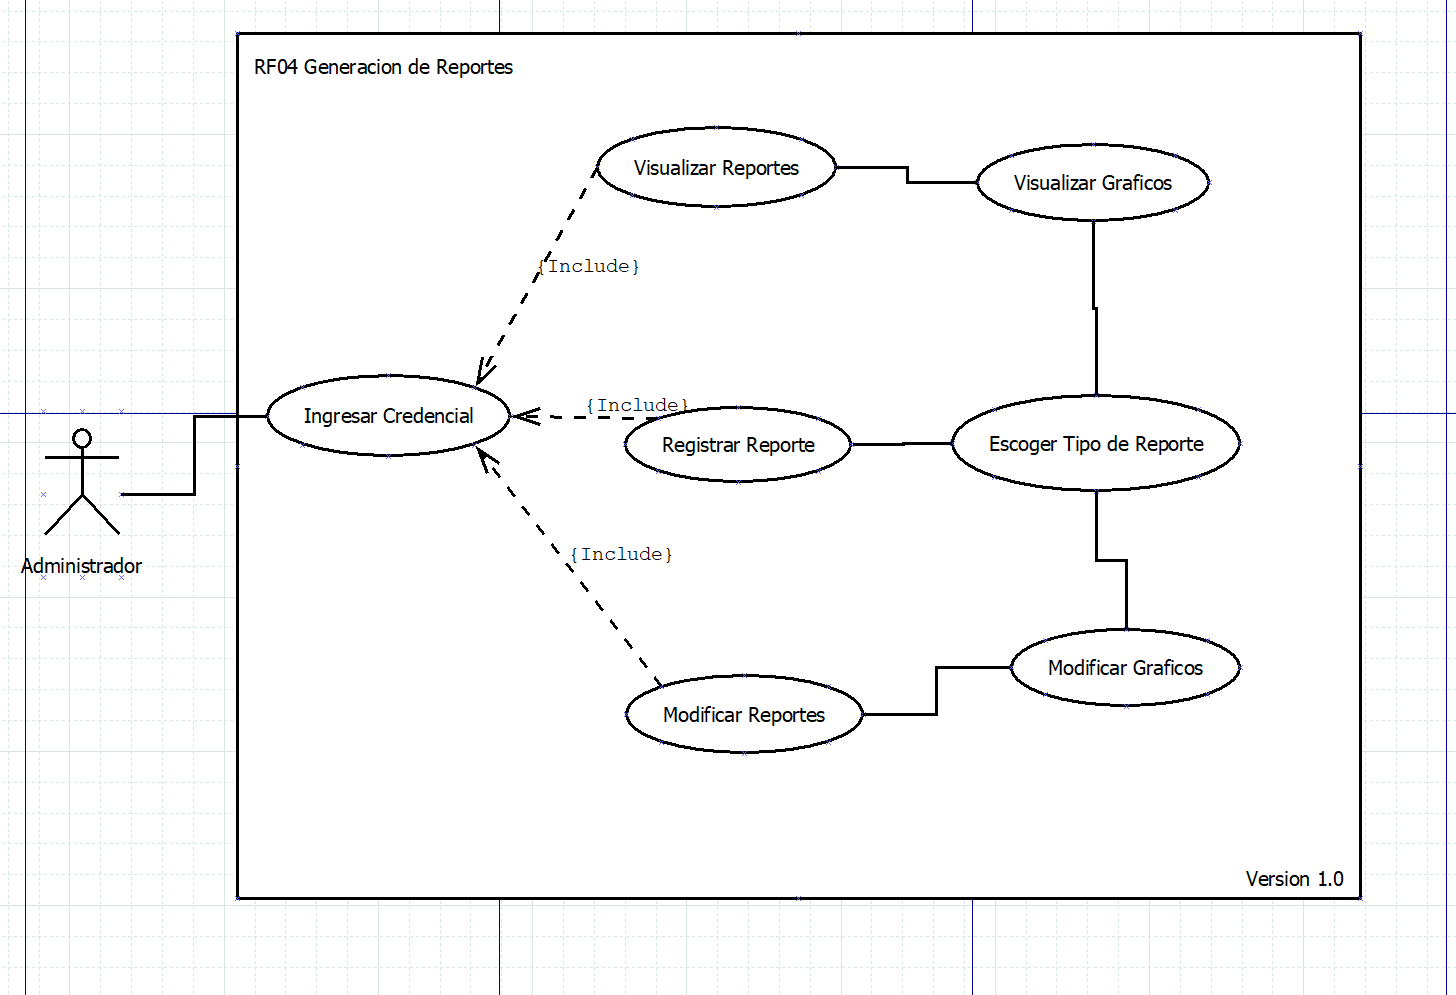 RF04 Generacion de Reportes
Visualizar Reportes
Visualizar Graficos
{Include}
{Include}
Ingresar Credencial
Registrar Reporte
Escoger Tipo de Reporte
{Include}
Administrador
Modificar Graficos
Modificar Reportes
Version 1.0